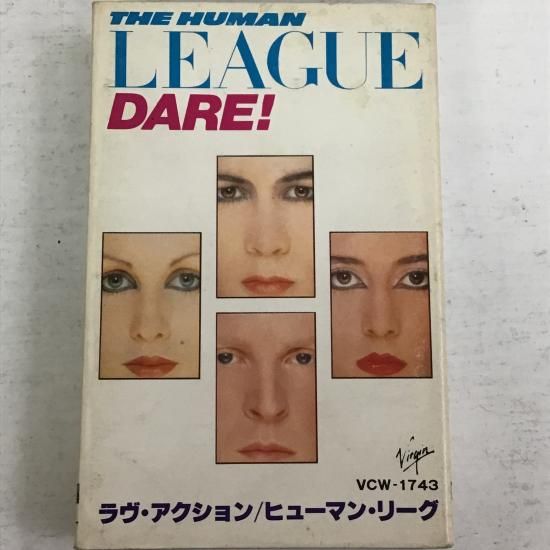 THE HUMAN
LEAGUE
DARE!
Virgin
VCW-1743
ラヴ・アクション/ヒューマン・リーグ